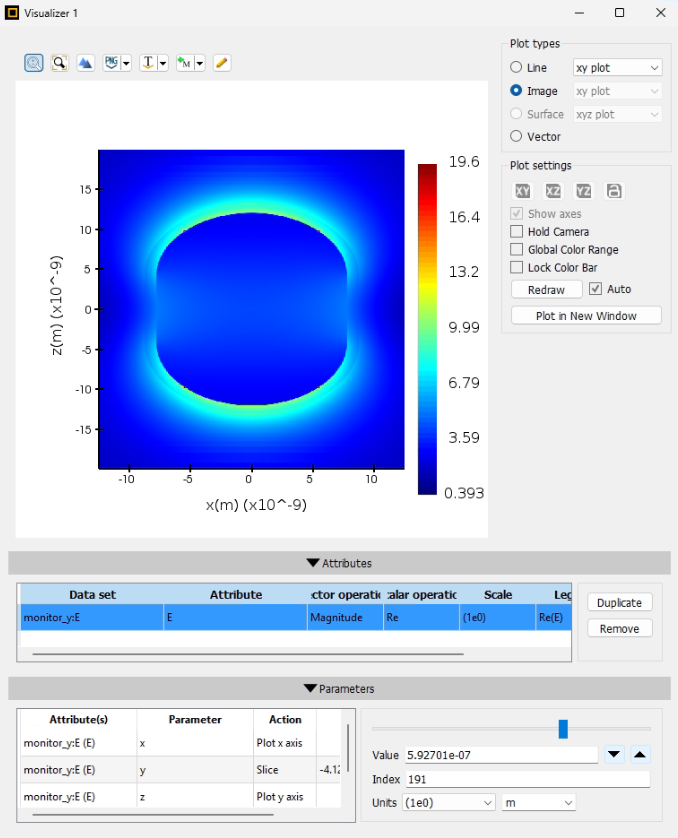 Visualizer 1
PNG
T
M
Plot types
Line xy plot
Image xy plot
Surface xyz plot
Vector
Plot settings
XY XZ YZ
Show axes
Hold Camera
Global Color Range
Lock Color Bar
Redraw Auto
Plot in New Window
z(m) (x10^-9)
15
10
5
0
-5
-10
-15
-10 -5 0 5 10
x(m) (x10^-9)
19.6
16.4
13.2
9.99
6.79
3.59
0.393
Attributes
Data set Attribute ctor operatic alar operatic Scale Leg
monitor_y:E E Magnitude Re (1e0) Re(E)
Duplicate
Remove
Parameters
Attribute(s) Parameter Action
monitor_y:E (E) x Plot x axis
monitor_y:E (E) y Slice -4.12
monitor_y:E (E) z Plot y axis
Value 5.92701e-07
Index 191
Units (1e0) m